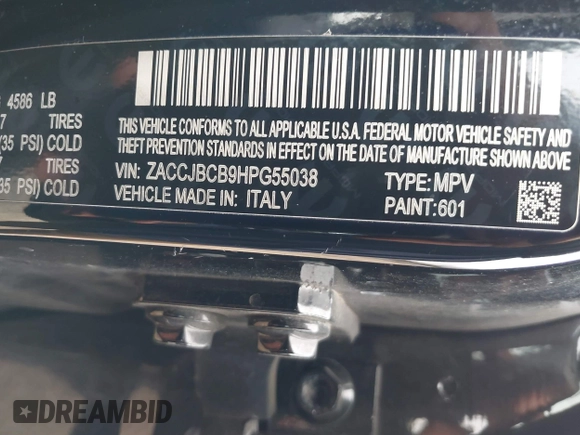 4586 LB
7 TIRES
35 PSI) COLD
TIRES
35 PSI) COLD
THIS VEHICLE CONFORMS TO ALL APPLICABLE U.S.A. FEDERAL MOTOR VEHICLE SAFETY AND
THEFT PREVENTION STANDARDS IN EFFECT ON THE DATE OF MANUFACTURE SHOWN ABOVE.
VIN: ZACCJBCB9HPG55038 TYPE: MPV
VEHICLE MADE IN ITALY PAINT:601
DREAMBID